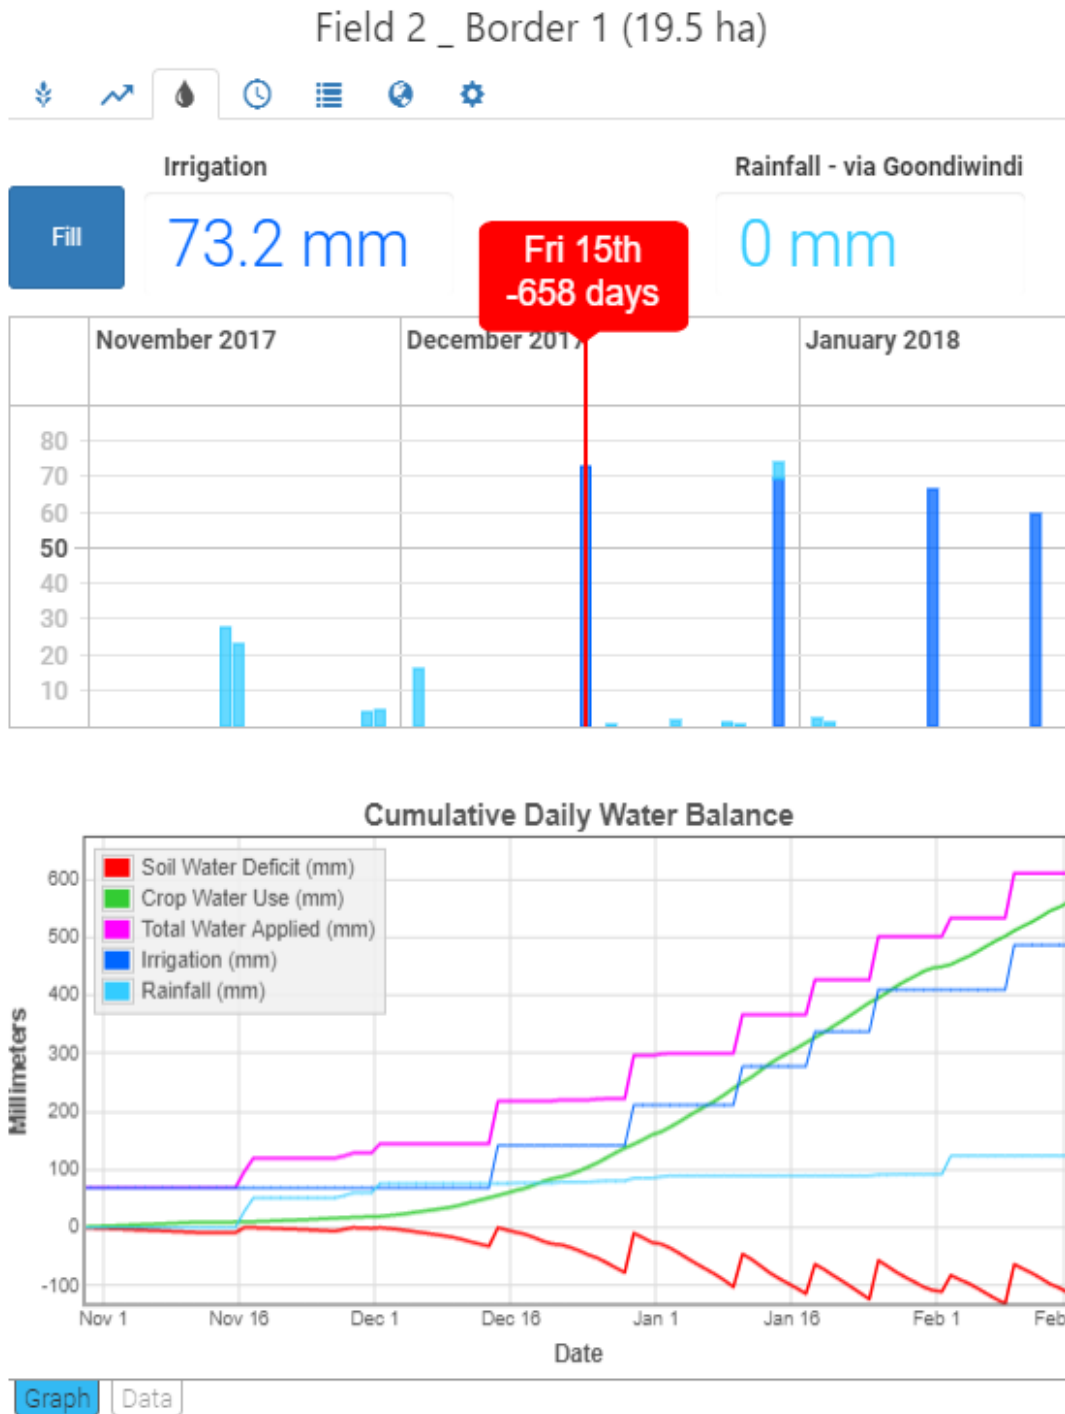 Field 2 _ Border 1 (19.5 ha)
Irrigation
Rainfall - via Goondiwindi
Fill
73.2 mm
Fri 15th
-658 days
0 mm
November 2017
December 2017
January 2018
80
70
60
50
40
30
20
10
Cumulative Daily Water Balance
Soil Water Deficit (mm)
Crop Water Use (mm)
Total Water Applied (mm)
Irrigation (mm)
Rainfall (mm)
600
500
400
300
200
100
0
-100
Millimeters
Nov 1
Nov 16
Dec 1
Dec 16
Jan 1
Jan 16
Feb 1
Feb
Date
Graph
Data